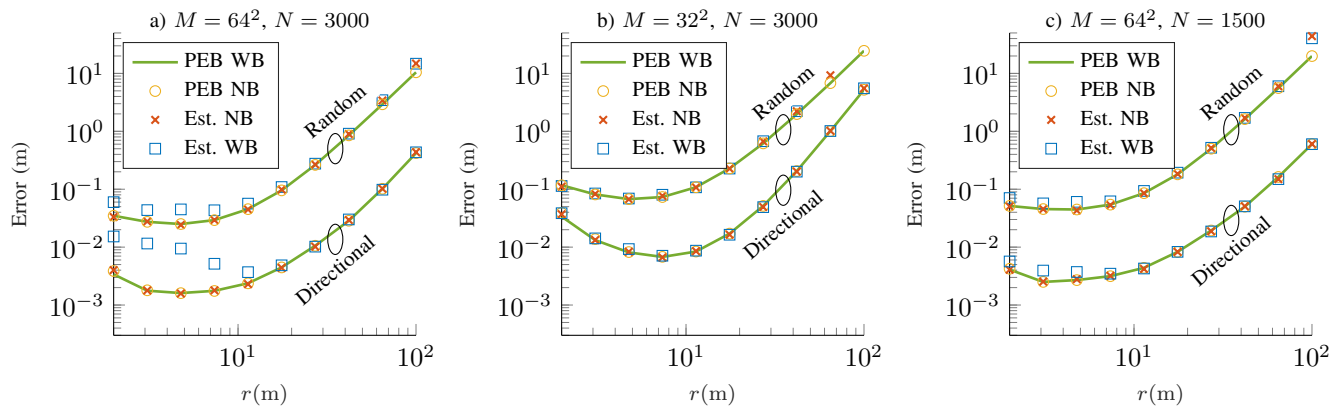 a) M = 64², N = 3000
PEB WB
PEB NB
Est. NB
Est. WB
Random
Directional
10¹
10⁰
10⁻¹
10⁻²
10⁻³
Error (m)
10¹
10²
r(m)
b) M = 32², N = 3000
PEB WB
PEB NB
Est. NB
Est. WB
Random
Directional
10¹
10⁰
10⁻¹
10⁻²
10⁻³
Error (m)
10¹
10²
r(m)
c) M = 64², N = 1500
PEB WB
PEB NB
Est. NB
Est. WB
Random
Directional
10¹
10⁰
10⁻¹
10⁻²
10⁻³
Error (m)
10¹
10²
r(m)